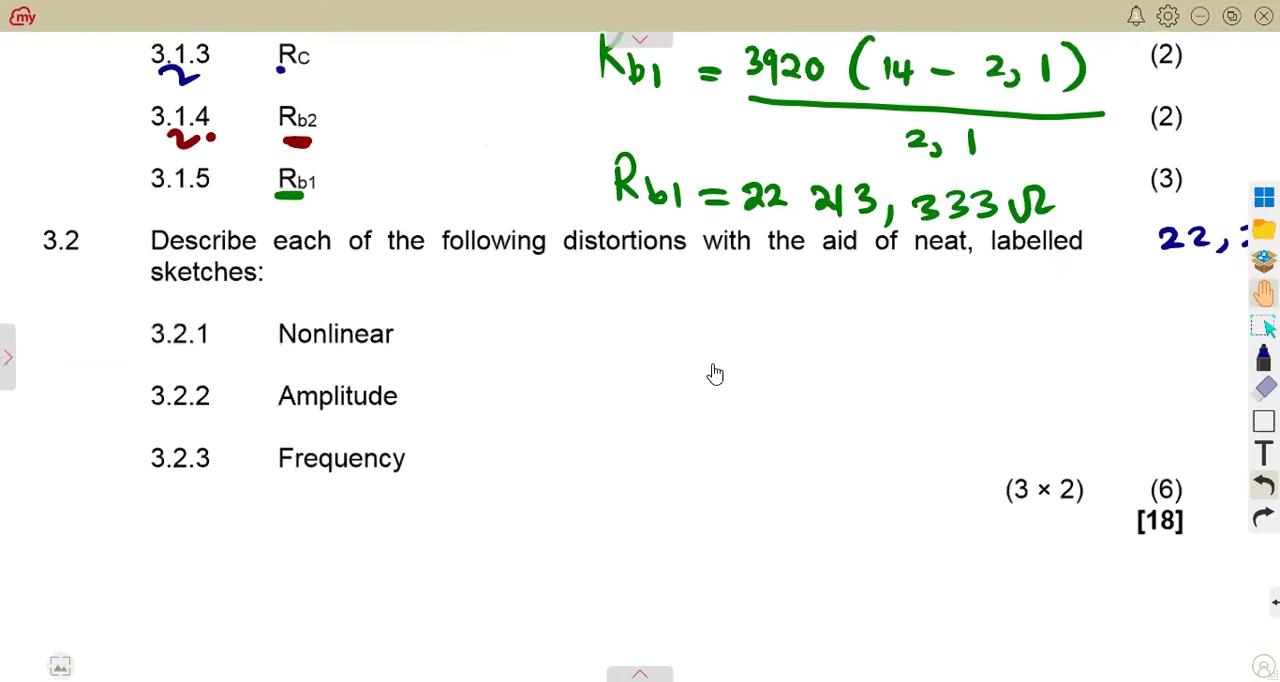 my
3.1.3 RC (2)
Rb1 = 3920 (14 - 2,1)
2,1
3.1.4 Rb2 (2)
3.1.5 Rb1 (3)
Rb1 = 22 213,333 Ω
3.2 Describe each of the following distortions with the aid of neat, labelled
sketches:
22,
3.2.1 Nonlinear
3.2.2 Amplitude
3.2.3 Frequency
(3 × 2) (6)
[18]
T